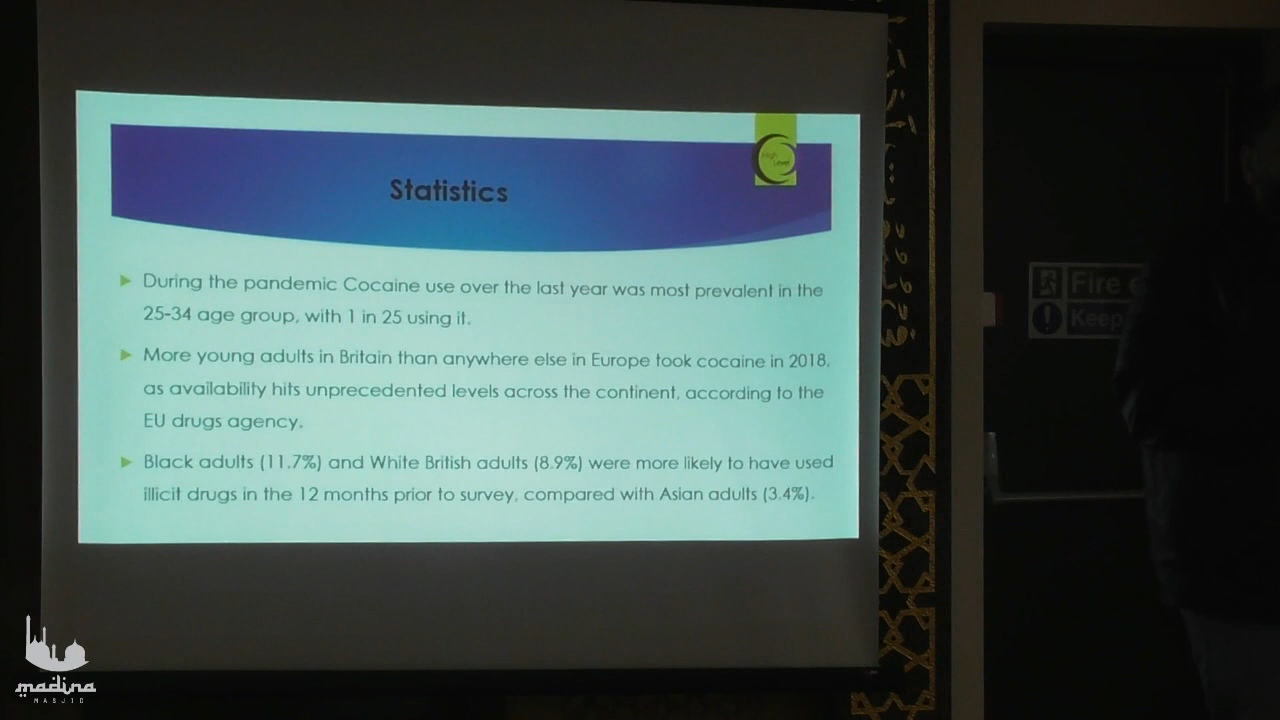 High
Level
Statistics
During the pandemic Cocaine use over the last year was most prevalent in the
25-34 age group, with 1 in 25 using it.
More young adults in Britain than anywhere else in Europe took cocaine in 2018,
as availability hits unprecedented levels across the continent, according to the
EU drugs agency.
Black adults (11.7%) and White British adults (8.9%) were more likely to have used
illicit drugs in the 12 months prior to survey, compared with Asian adults (3.4%).
Fire
Keep
madina
MASJID